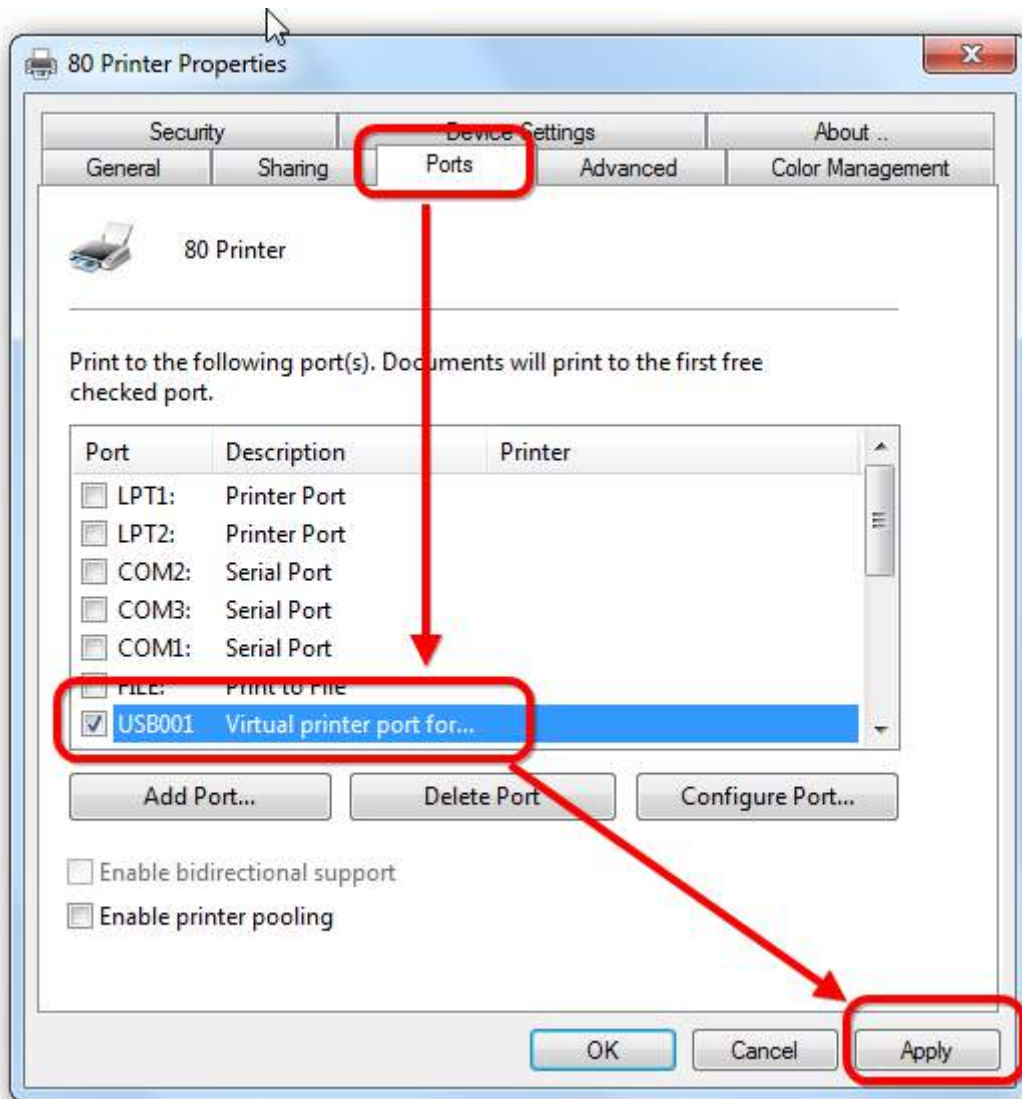 80 Printer Properties
Security Device Settings About ..
General Sharing Ports Advanced Color Management
80 Printer
Print to the following port(s). Documents will print to the first free
checked port.
Port Description Printer
LPT1: Printer Port
LPT2: Printer Port
COM2: Serial Port
COM3: Serial Port
COM1: Serial Port
FILE: Print to File
USB001 Virtual printer port for...
Add Port... Delete Port Configure Port...
Enable bidirectional support
Enable printer pooling
OK Cancel Apply